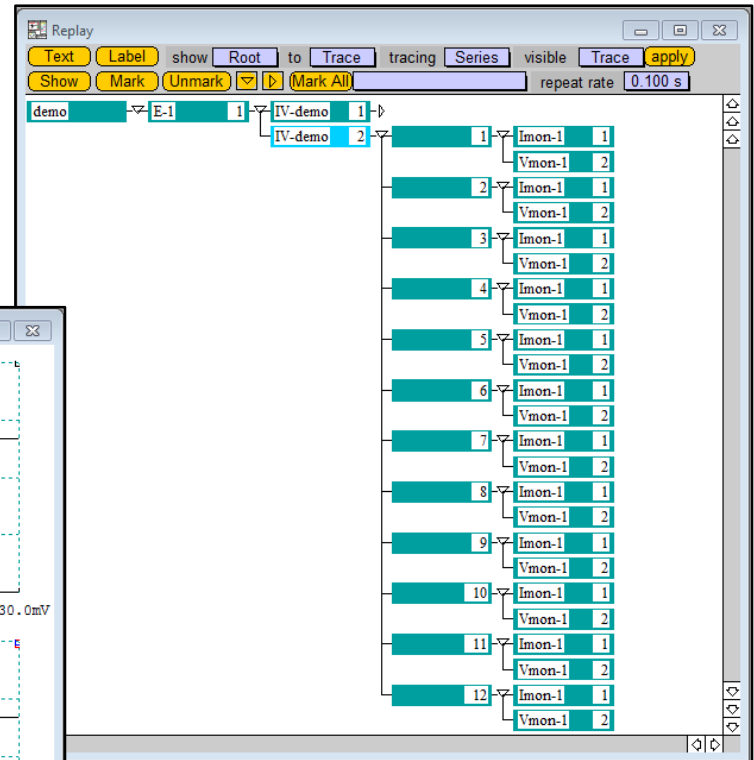 Replay
Text Label show Root to Trace tracing Series visible Trace apply
Show Mark Unmark Mark All repeat rate 0.100 s
demo E-1 1 IV-demo 1
IV-demo 2 1 Imon-1 1
Vmon-1 2
2 Imon-1 1
Vmon-1 2
3 Imon-1 1
Vmon-1 2
4 Imon-1 1
Vmon-1 2
5 Imon-1 1
Vmon-1 2
6 Imon-1 1
Vmon-1 2
7 Imon-1 1
Vmon-1 2
8 Imon-1 1
Vmon-1 2
9 Imon-1 1
Vmon-1 2
10 Imon-1 1
Vmon-1 2
11 Imon-1 1
Vmon-1 2
12 Imon-1 1
Vmon-1 2
30.0mV